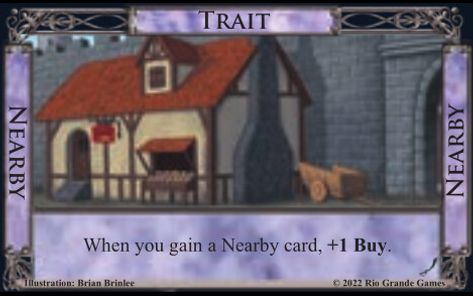 TRAIT
NEARBY
NEARBY
When you gain a Nearby card, +1 Buy.
Illustration: Brian Brinlee
© 2022 Rio Grande Games